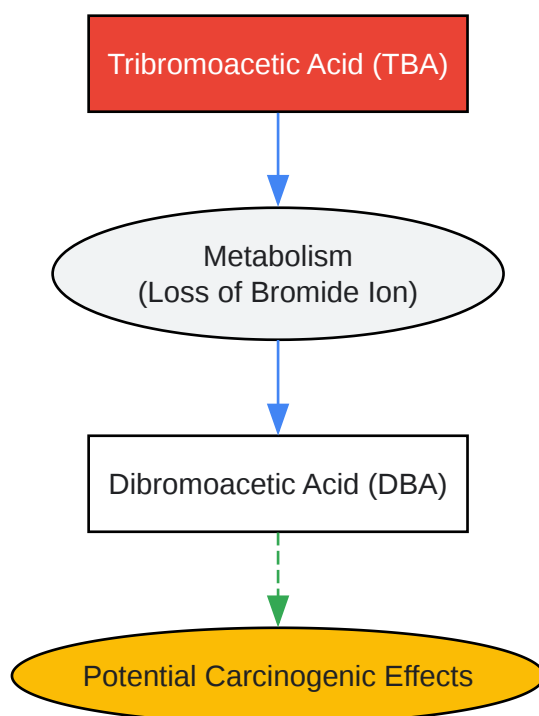 Tribromoacetic Acid (TBA)
Metabolism
(Loss of Bromide Ion)
Dibromoacetic Acid (DBA)
Potential Carcinogenic Effects